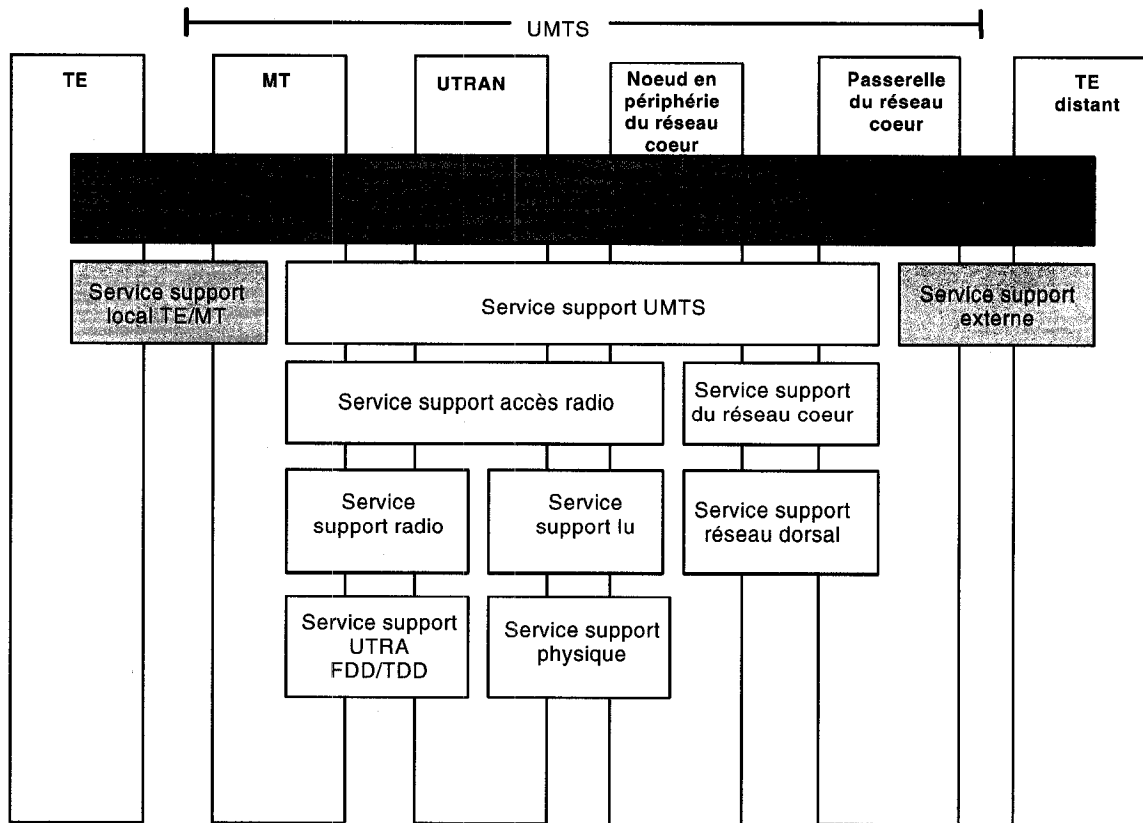 UMTS
TE
MT
UTRAN
Noeud en
périphérie
du réseau
coeur
Passerelle
du réseau
coeur
TE
distant
Service support
local TE/MT
Service support UMTS
Service support
externe
Service support accès radio
Service support
du réseau coeur
Service
support radio
Service
support Iu
Service support
réseau dorsal
Service support
UTRA
FDD/TDD
Service support
physique